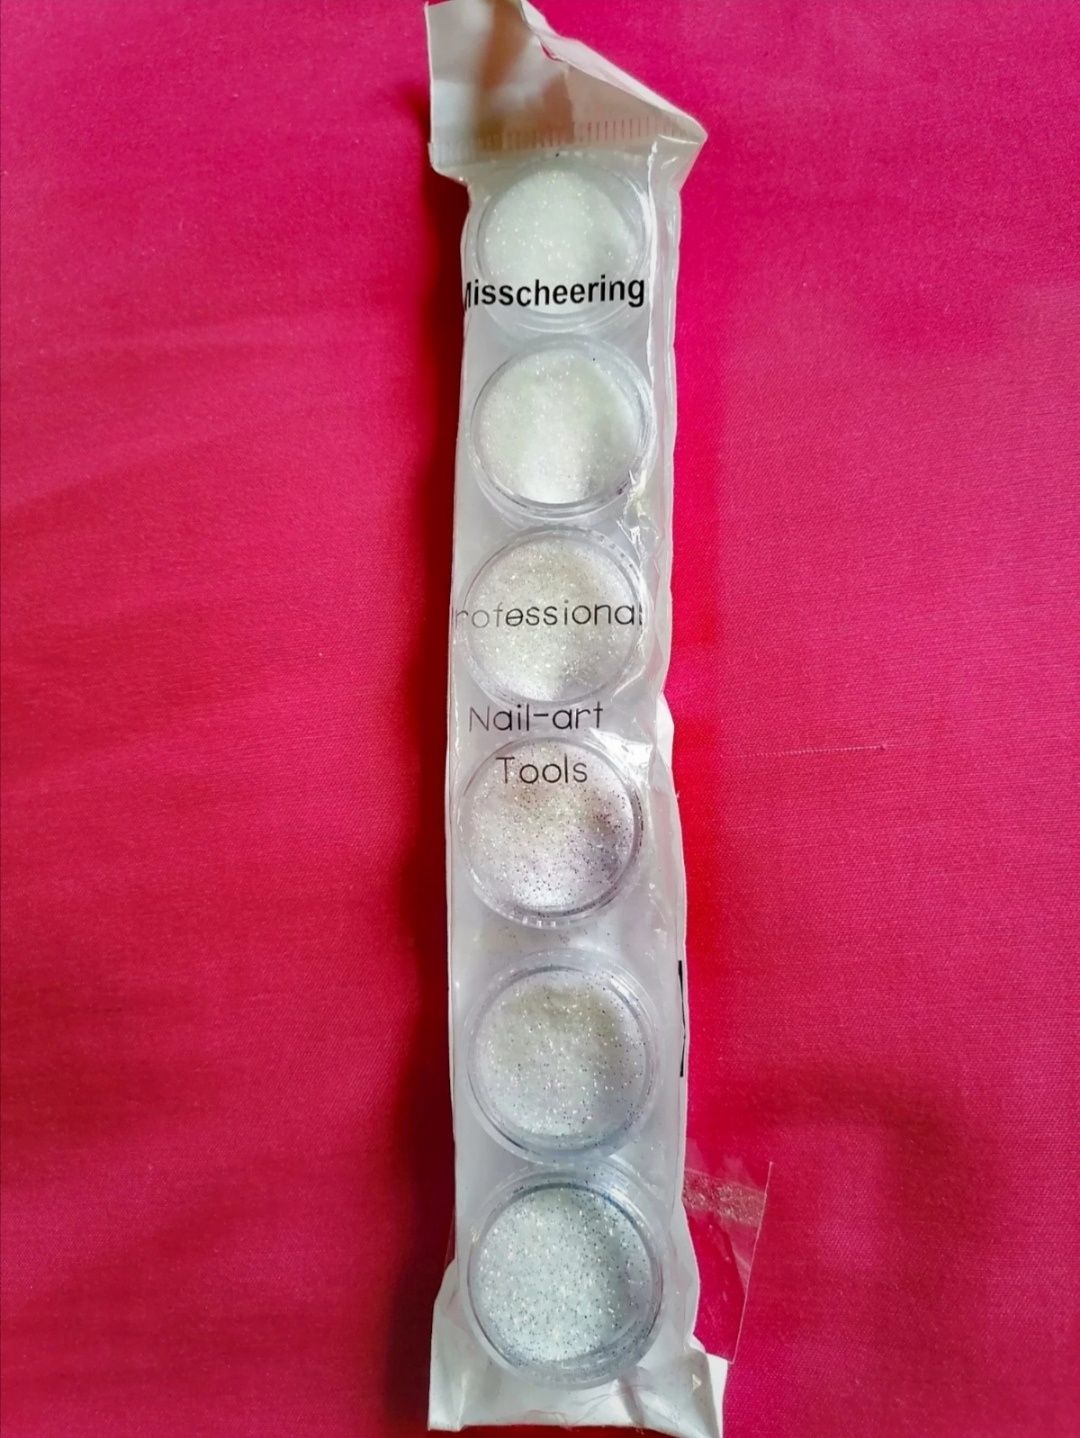 Misscheering
Professional
Nail-art
Tools